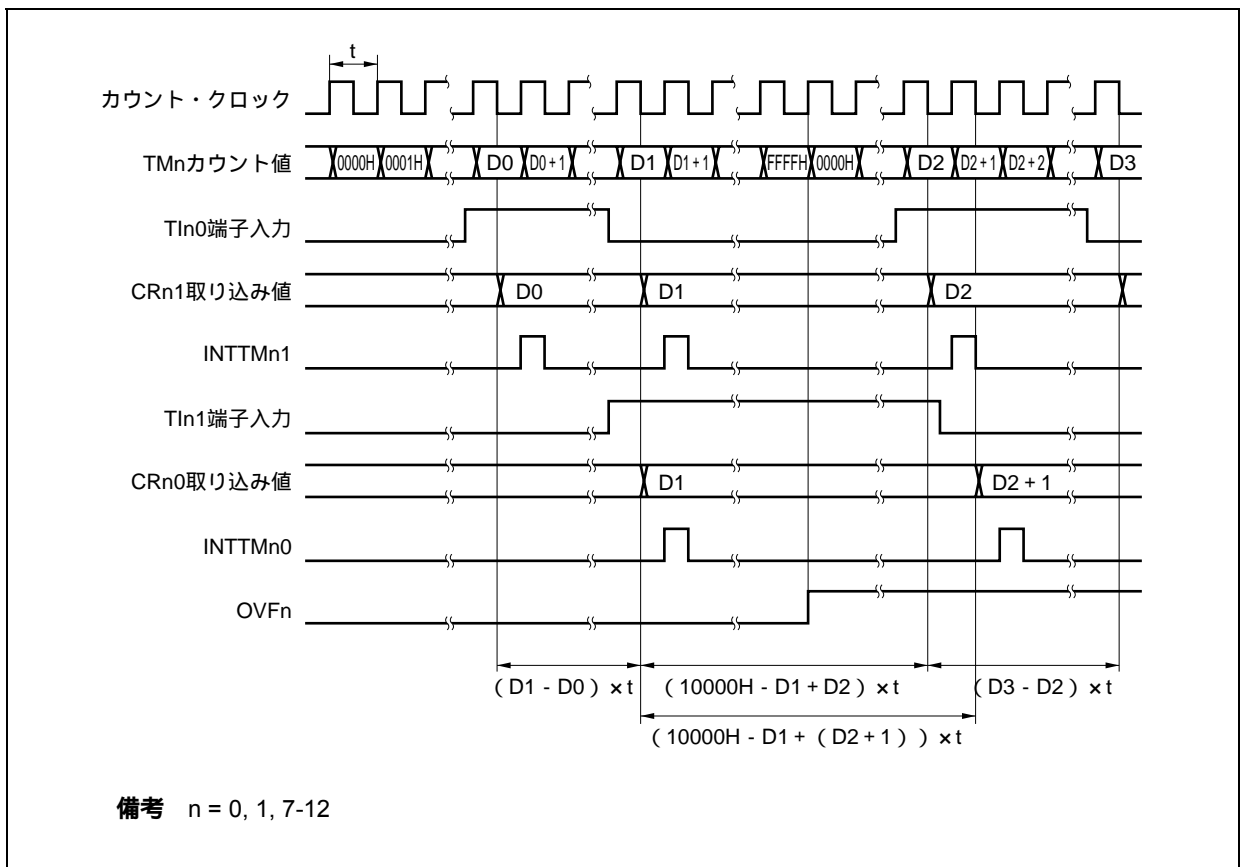 t
カウント・クロック
TMnカウント値 0000H 0001H D0 D0+1 D1 D1+1 FFFFH 0000H D2 D2+1 D2+2 D3
TIn0端子入力
CRn1取り込み値 D0 D1 D2
INTTMn1
TIn1端子入力
CRn0取り込み値 D1 D2 + 1
INTTMn0
OVFn
(D1 - D0) × t (10000H - D1 + D2) × t (D3 - D2) × t
(10000H - D1 + (D2 + 1)) × t
備考 n = 0, 1, 7-12